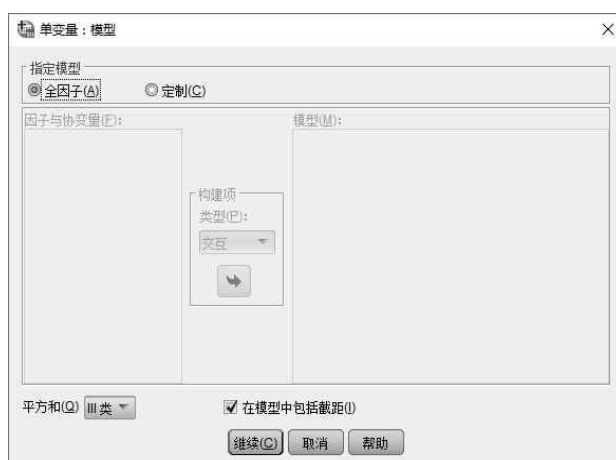 单变量：模型
指定模型
全因子(A) 定制(C)
因子与协变量(F): 模型(M):
构建项
类型(P):
交互
平方和(Q) III 类 在模型中包括截距(I)
继续(C) 取消 帮助